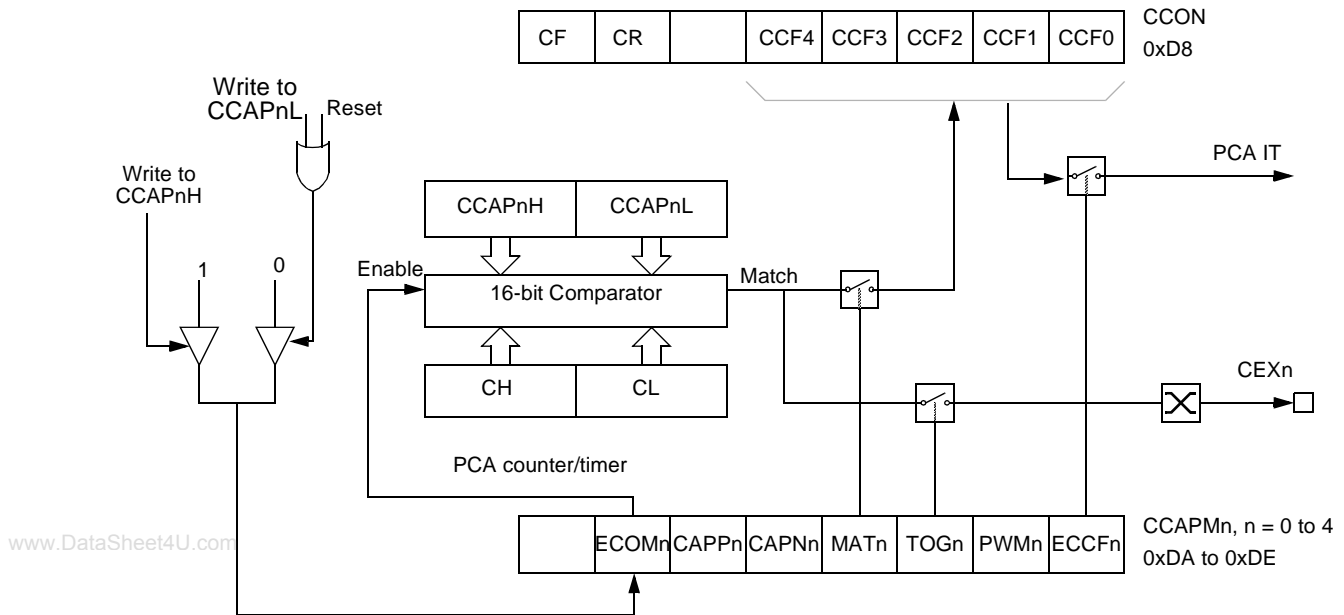 CF CR CCF4 CCF3 CCF2 CCF1 CCF0
CCON
0xD8
Write to
CCAPnL
Reset
Write to
CCAPnH
PCA IT
CCAPnH CCAPnL
1
0
Enable
16-bit Comparator
Match
CH CL
CEXn
PCA counter/timer
ECOMn CAPPn CAPNn MATn TOGn PWMn ECCFn
CCAPMn, n = 0 to 4
0xDA to 0xDE
www.DataSheet4U.com